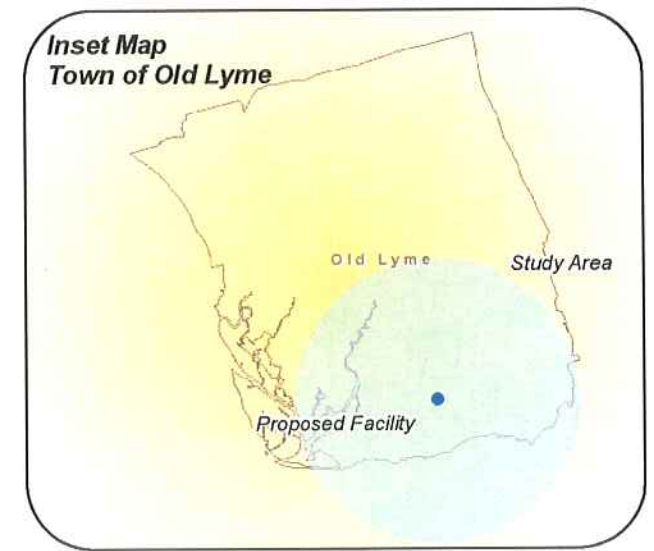 Inset Map
Town of Old Lyme
Old Lyme
Study Area
Proposed Facility